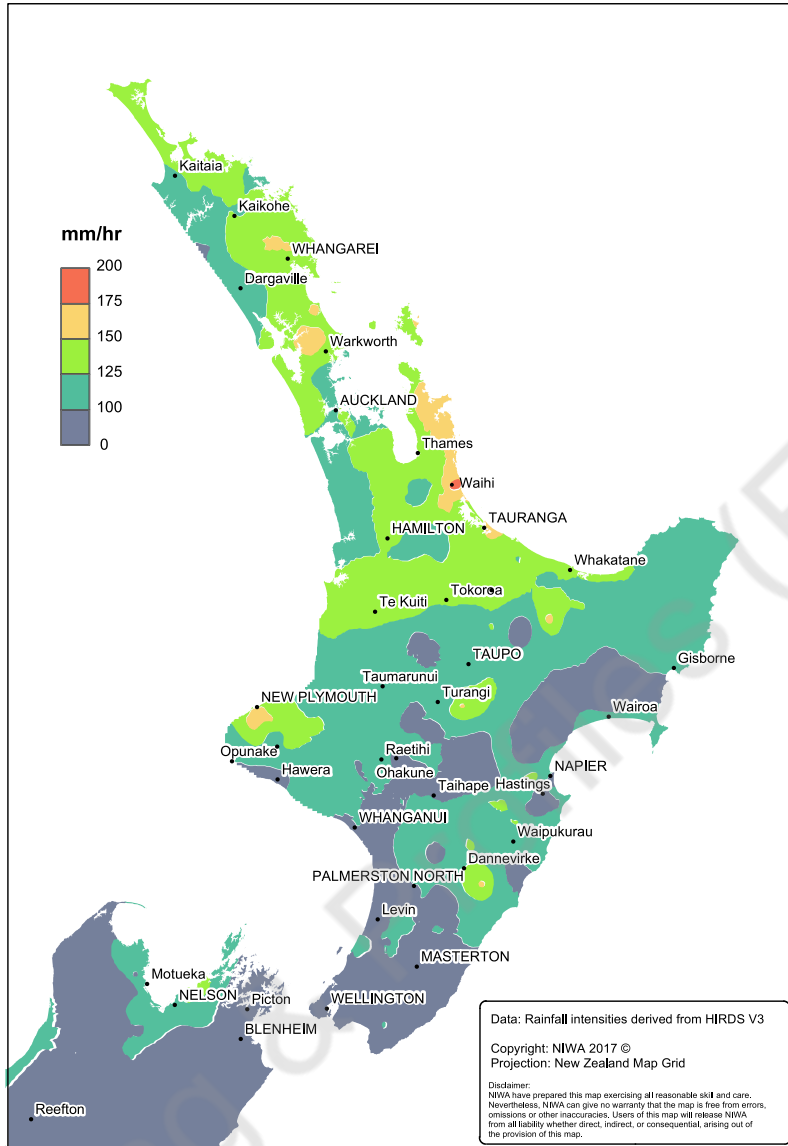 Kaitaia
Kaikohe
mm/hr
WHANGAREI
200
Dargaville
175
150
Warkworth
125
100
AUCKLAND
0
Thames
Waihi
TAURANGA
HAMILTON
Whakatane
Tokoroa
Te Kuiti
TAUPO
Gisborne
Taumarunui
NEW PLYMOUTH
Turangi
Wairoa
Opunake
Raetihi
Ohakune
NAPIER
Hawera
Taihape
Hastings
WHANGANUI
Waipukurau
Dannevirke
PALMERSTON NORTH
Levin
MASTERTON
Motueka
NELSON
Picton
WELLINGTON
BLENHEIM
Reefton
Data: Rainfall intensities derived from HIRDS V3
Copyright: NIWA 2017 ©
Projection: New Zealand Map Grid
Disclaimer:
NIWA have prepared this map exercising all reasonable skill and care.
Nevertheless, NIWA can give no warranty that the map is free from errors,
omissions or other inaccuracies. Users of this map will release NIWA
from all liability whether direct, indirect, or consequential, arising out of
the provision of this map.